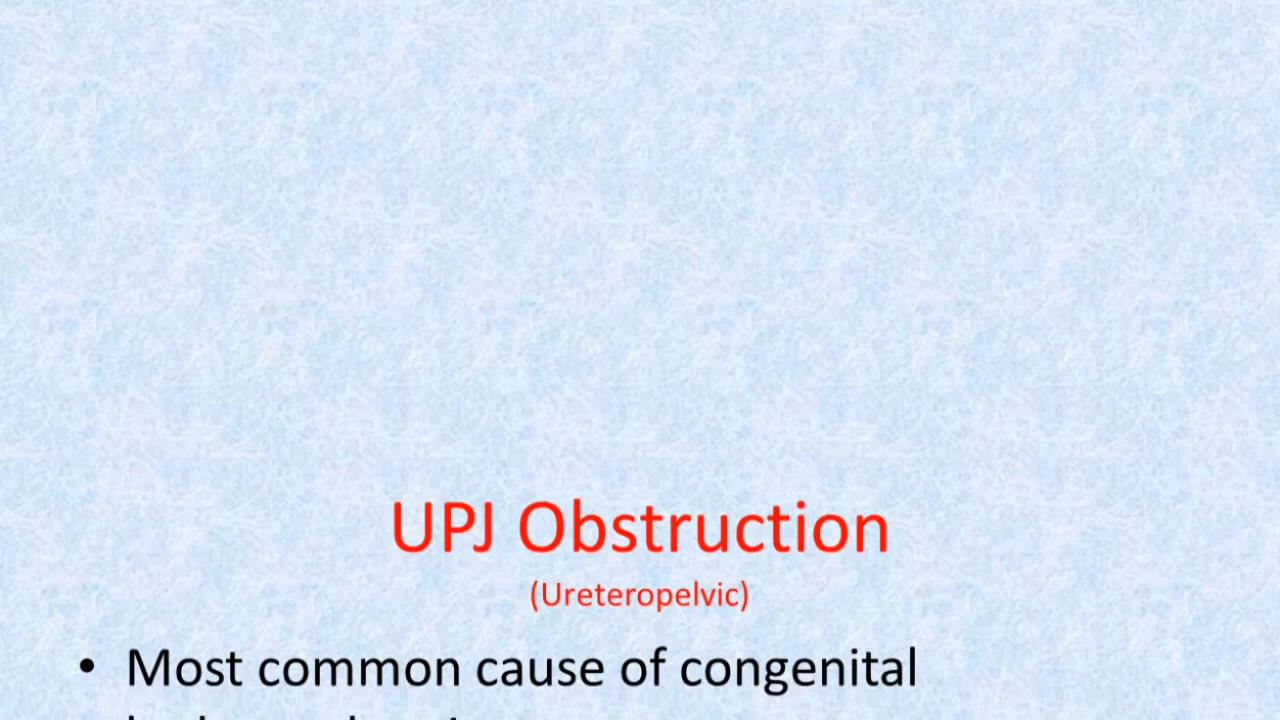 UPJ Obstruction
(Ureteropelvic)
• Most common cause of congenital